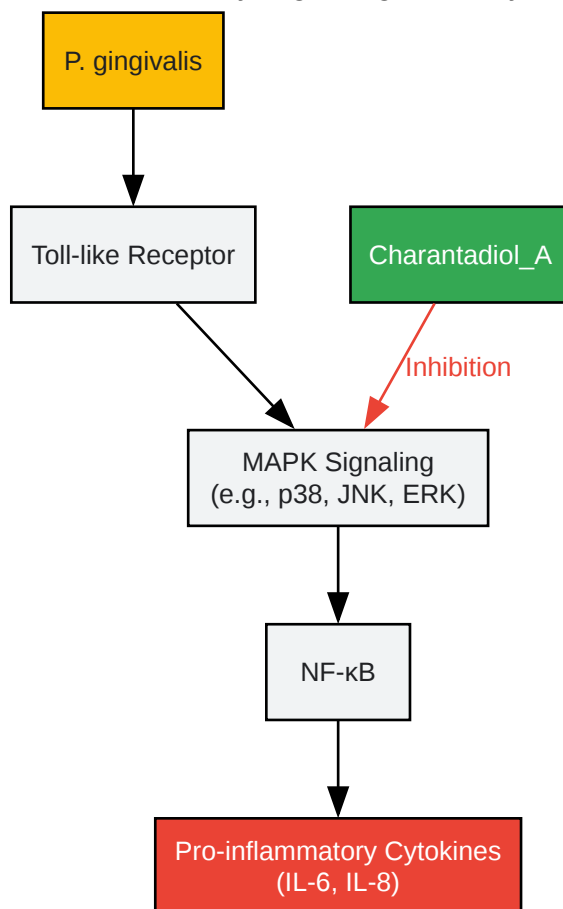 P. gingivalis
Toll-like Receptor
Charantadiol_A
Inhibition
MAPK Signaling
(e.g., p38, JNK, ERK)
NF-κB
Pro-inflammatory Cytokines
(IL-6, IL-8)